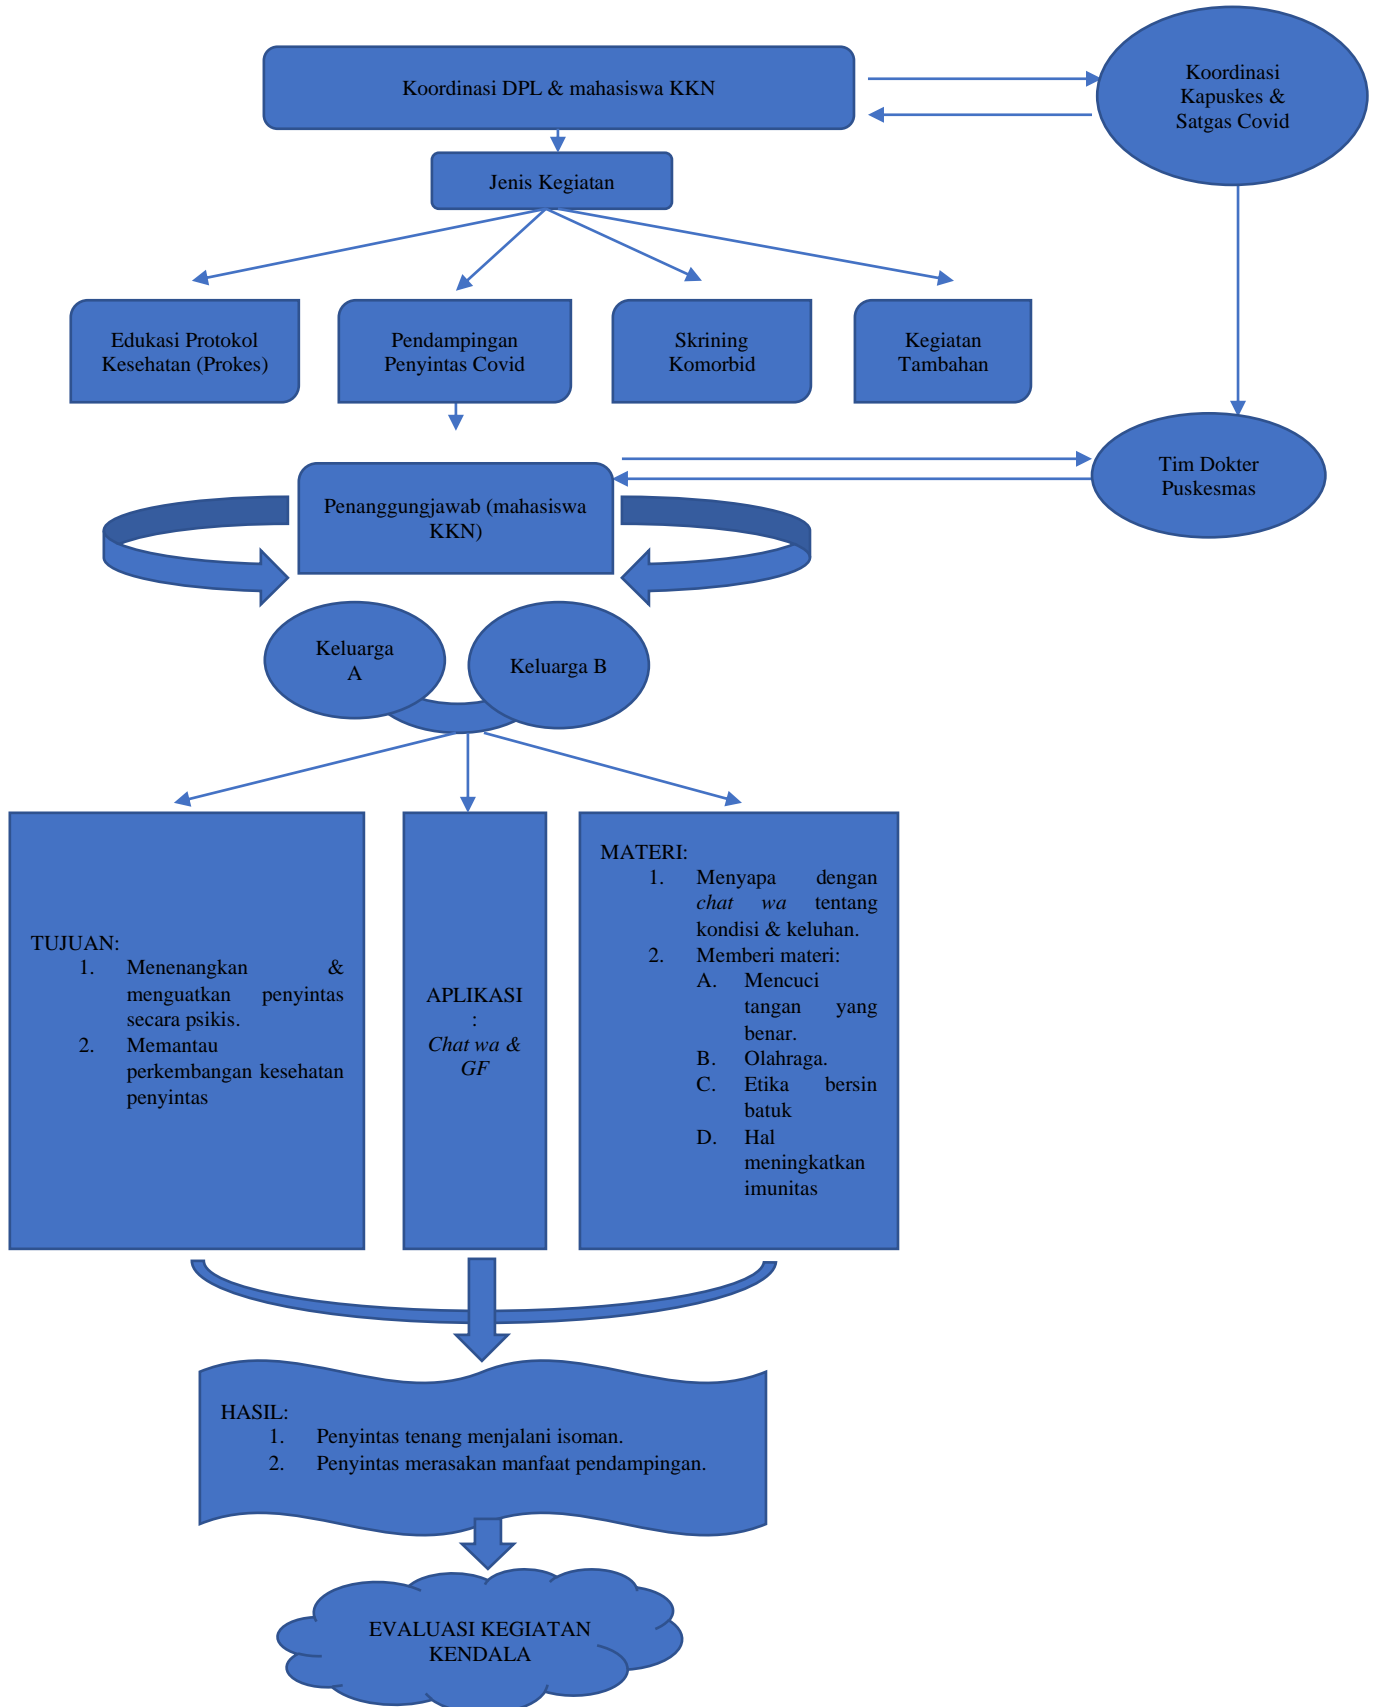 Koordinasi DPL & mahasiswa KKN
Koordinasi
Kapuskes &
Satgas Covid
Jenis Kegiatan
Edukasi Protokol
Kesehatan (Prokes)
Pendampingan
Penyintas Covid
Skrining
Komorbid
Kegiatan
Tambahan
Tim Dokter
Puskesmas
Penanggungjawab (mahasiswa
KKN)
Keluarga
A
Keluarga B
TUJUAN:
1. Menenangkan &
menguatkan penyintas
secara psikis.
2. Memantau
perkembangan kesehatan
penyintas
APLIKASI
:
Chat wa &
GF
MATERI:
1. Menyapa dengan
chat wa tentang
kondisi & keluhan.
2. Memberi materi:
A. Mencuci
tangan yang
benar.
B. Olahraga.
C. Etika bersin
batuk
D. Hal
meningkatkan
imunitas
HASIL:
1. Penyintas tenang menjalani isoman.
2. Penyintas merasakan manfaat pendampingan.
EVALUASI KEGIATAN
KENDALA